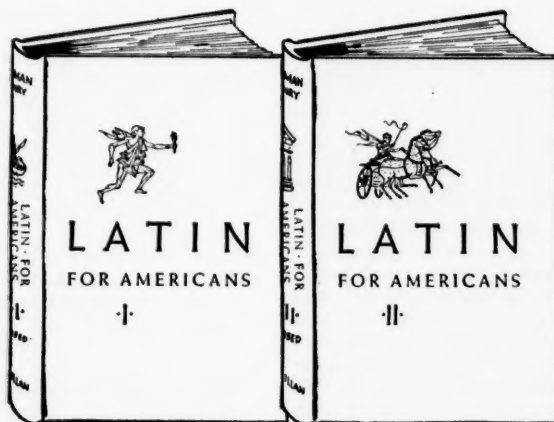 LATIN
FOR AMERICANS
·I·
LATIN · FOR
AMERICANS
·I·
LATIN
FOR AMERICANS
·II·
LATIN · FOR
AMERICANS
·II·